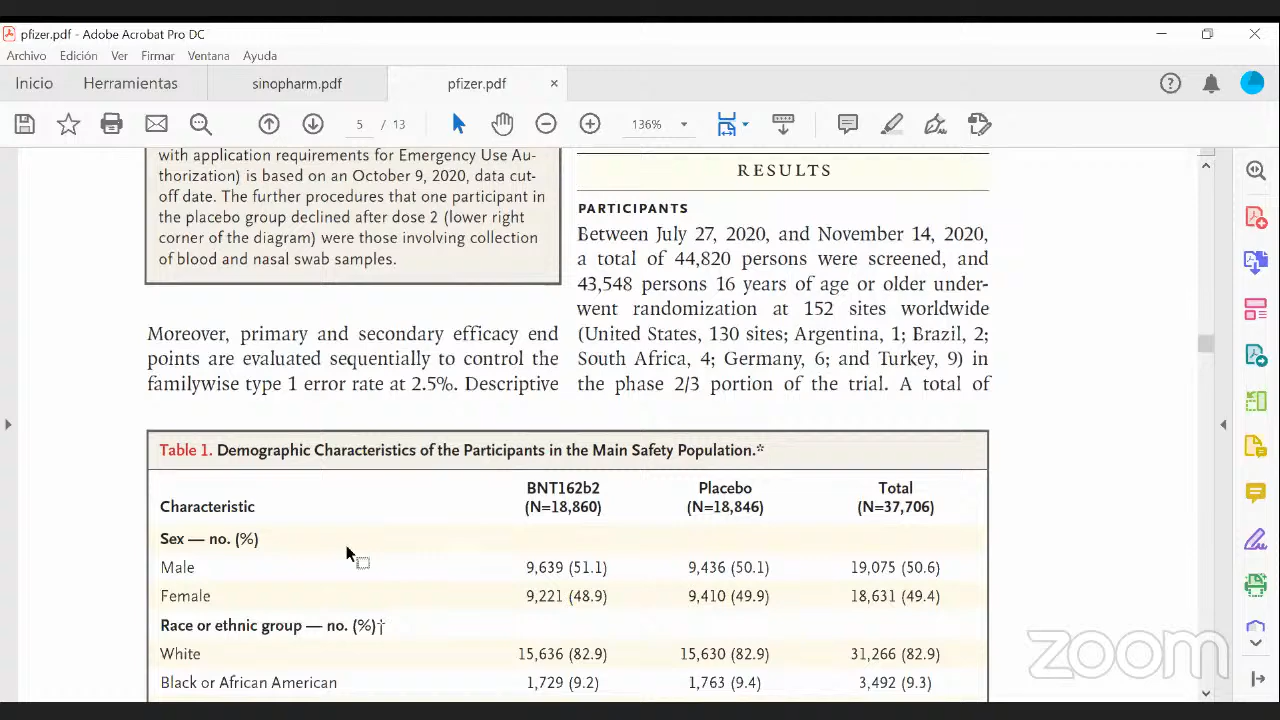 pfizer.pdf - Adobe Acrobat Pro DC
Archivo Edición Ver Firmar Ventana Ayuda
Inicio Herramientas sinopharm.pdf pfizer.pdf ×
5 / 13 136%
with application requirements for Emergency Use Au-
thorization) is based on an October 9, 2020, data cut-
off date. The further procedures that one participant in
the placebo group declined after dose 2 (lower right
corner of the diagram) were those involving collection
of blood and nasal swab samples.
Moreover, primary and secondary efficacy end
points are evaluated sequentially to control the
familywise type 1 error rate at 2.5%. Descriptive
RESULTS
PARTICIPANTS
Between July 27, 2020, and November 14, 2020,
a total of 44,820 persons were screened, and
43,548 persons 16 years of age or older under-
went randomization at 152 sites worldwide
(United States, 130 sites; Argentina, 1; Brazil, 2;
South Africa, 4; Germany, 6; and Turkey, 9) in
the phase 2/3 portion of the trial. A total of
Table 1. Demographic Characteristics of the Participants in the Main Safety Population.*
Characteristic BNT162b2 (N=18,860) Placebo (N=18,846) Total (N=37,706)
Sex — no. (%)
Male 9,639 (51.1) 9,436 (50.1) 19,075 (50.6)
Female 9,221 (48.9) 9,410 (49.9) 18,631 (49.4)
Race or ethnic group — no. (%)†
White 15,636 (82.9) 15,630 (82.9) 31,266 (82.9)
Black or African American 1,729 (9.2) 1,763 (9.4) 3,492 (9.3)
zoom